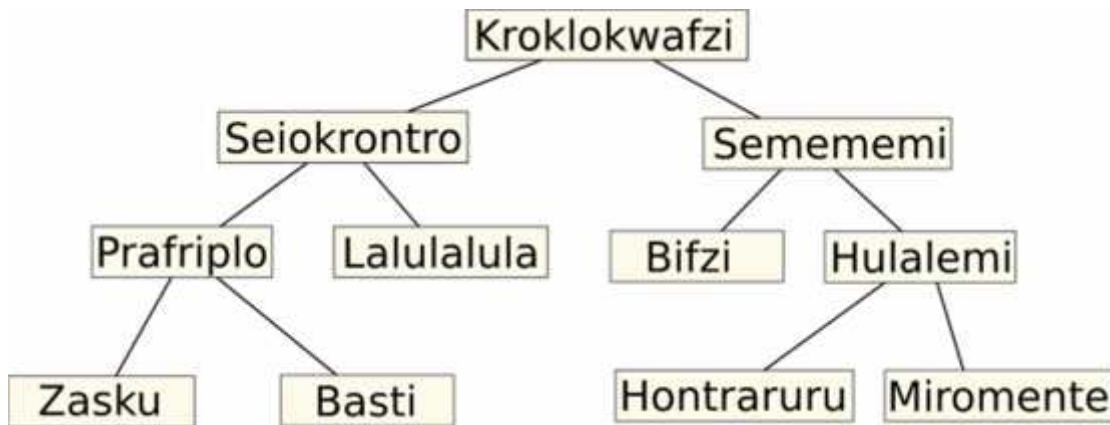 Kroklokwafzi
Seiokrontro
Semememi
Prafriplo
Lalulalula
Bifzi
Hulalemi
Zasku
Basti
Hontraruru
Miromente